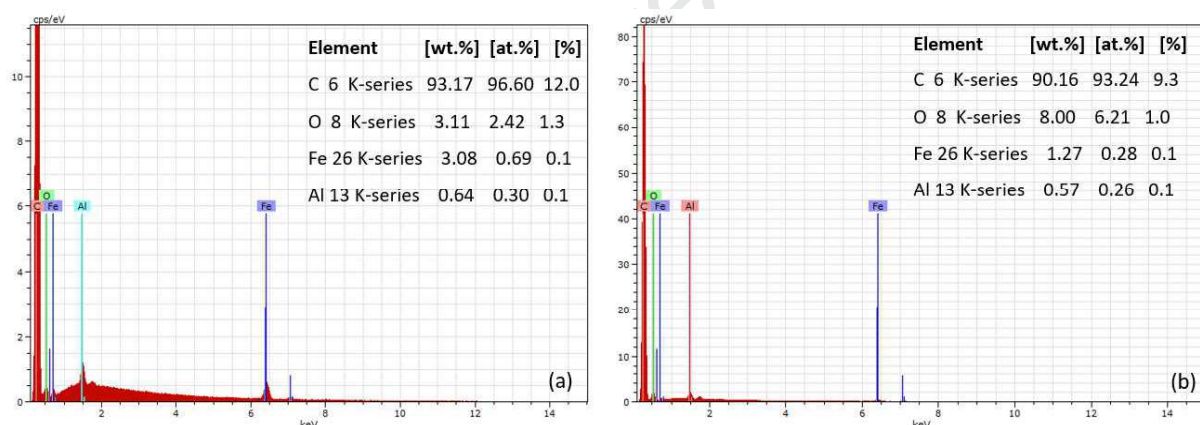 cps/eV
Element [wt.%] [at.%] [%]
C 6 K-series 93.17 96.60 12.0
O 8 K-series 3.11 2.42 1.3
Fe 26 K-series 3.08 0.69 0.1
Al 13 K-series 0.64 0.30 0.1
10
8
6
4
2
0
O
C Fe Al Fe
2 4 6 8 10 12 14
keV
(a)
cps/eV
Element [wt.%] [at.%] [%]
C 6 K-series 90.16 93.24 9.3
O 8 K-series 8.00 6.21 1.0
Fe 26 K-series 1.27 0.28 0.1
Al 13 K-series 0.57 0.26 0.1
80
70
60
50
40
30
20
10
0
O
C Fe Al Fe
2 4 6 8 10 12 14
keV
(b)